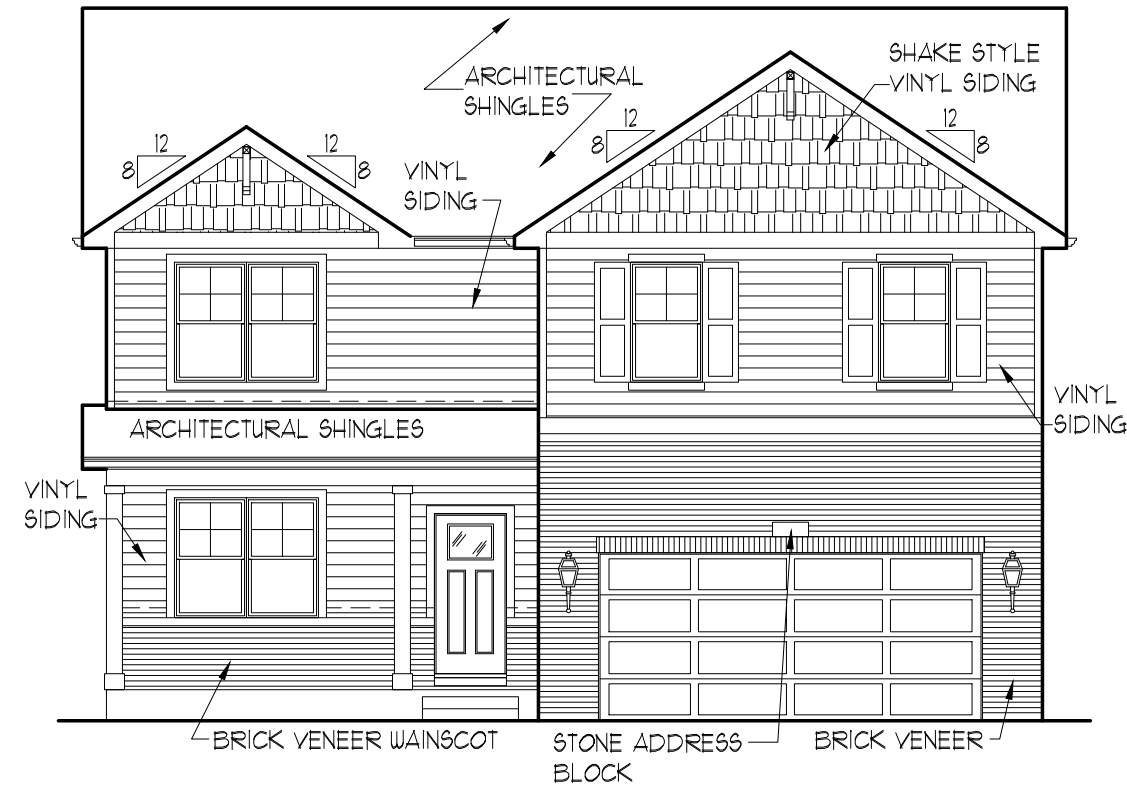 ARCHITECTURAL
SHINGLES
SHAKE STYLE
VINYL SIDING
12
8
12
8
12
8
12
8
VINYL
SIDING
VINYL
SIDING
ARCHITECTURAL SHINGLES
VINYL
SIDING
BRICK VENEER WAINSCOT
STONE ADDRESS
BLOCK
BRICK VENEER